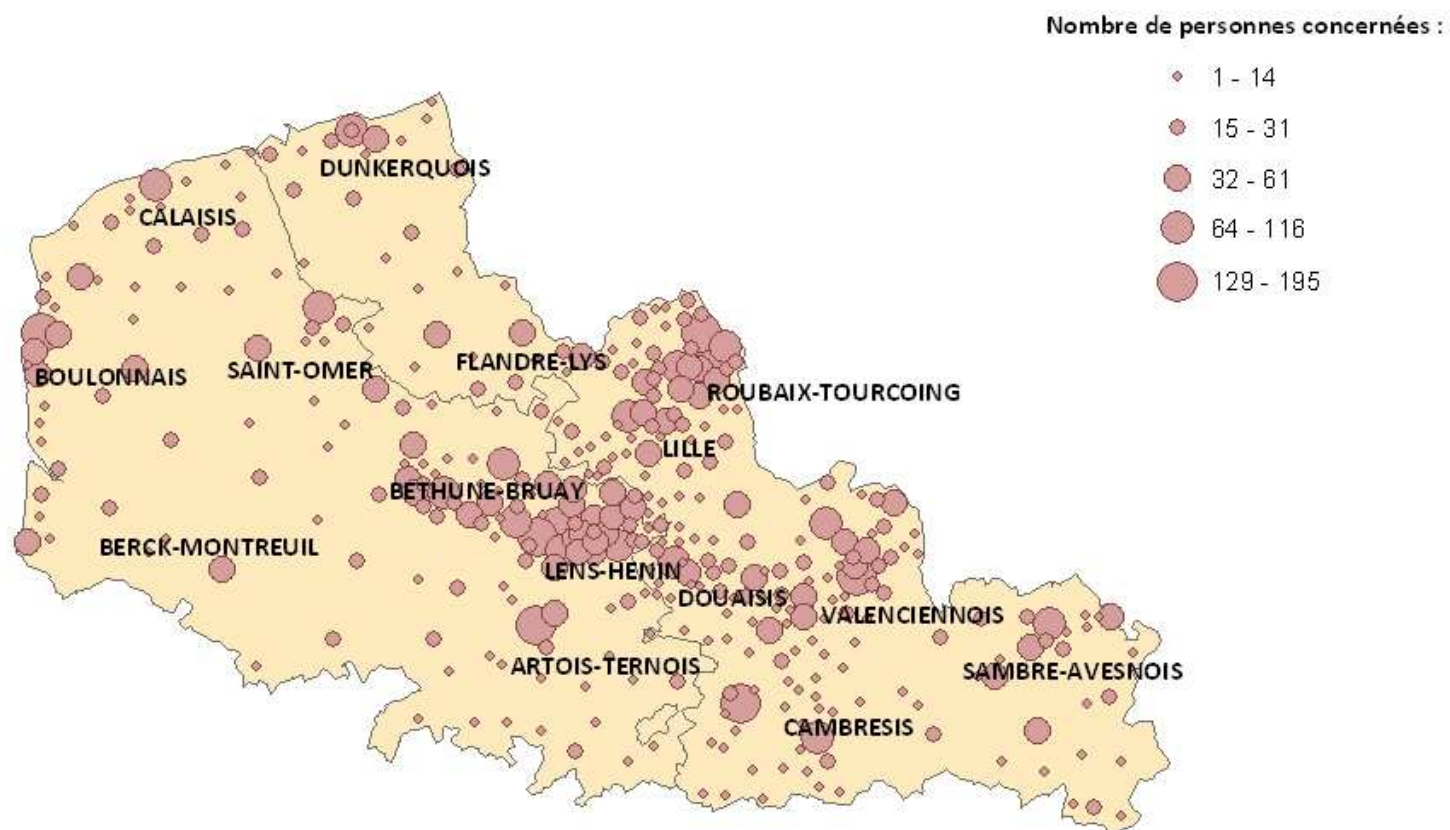 Nombre de personnes concernées :
1 - 14
15 - 31
32 - 61
64 - 116
129 - 195
DUNKERQUOIS
CALAISIS
FLANDRE-LYS
SAINT-OMER
BOULONNAIS
ROUBAIX-TOURCOING
LILLE
BETHUNE-BRUAY
BERCK-MONTREUIL
LENS-HENIN
DOUAISIS
VALENCIENNOIS
ARTOIS-TERNOIS
SAMBRE-AVESNOIS
CAMBRESIS